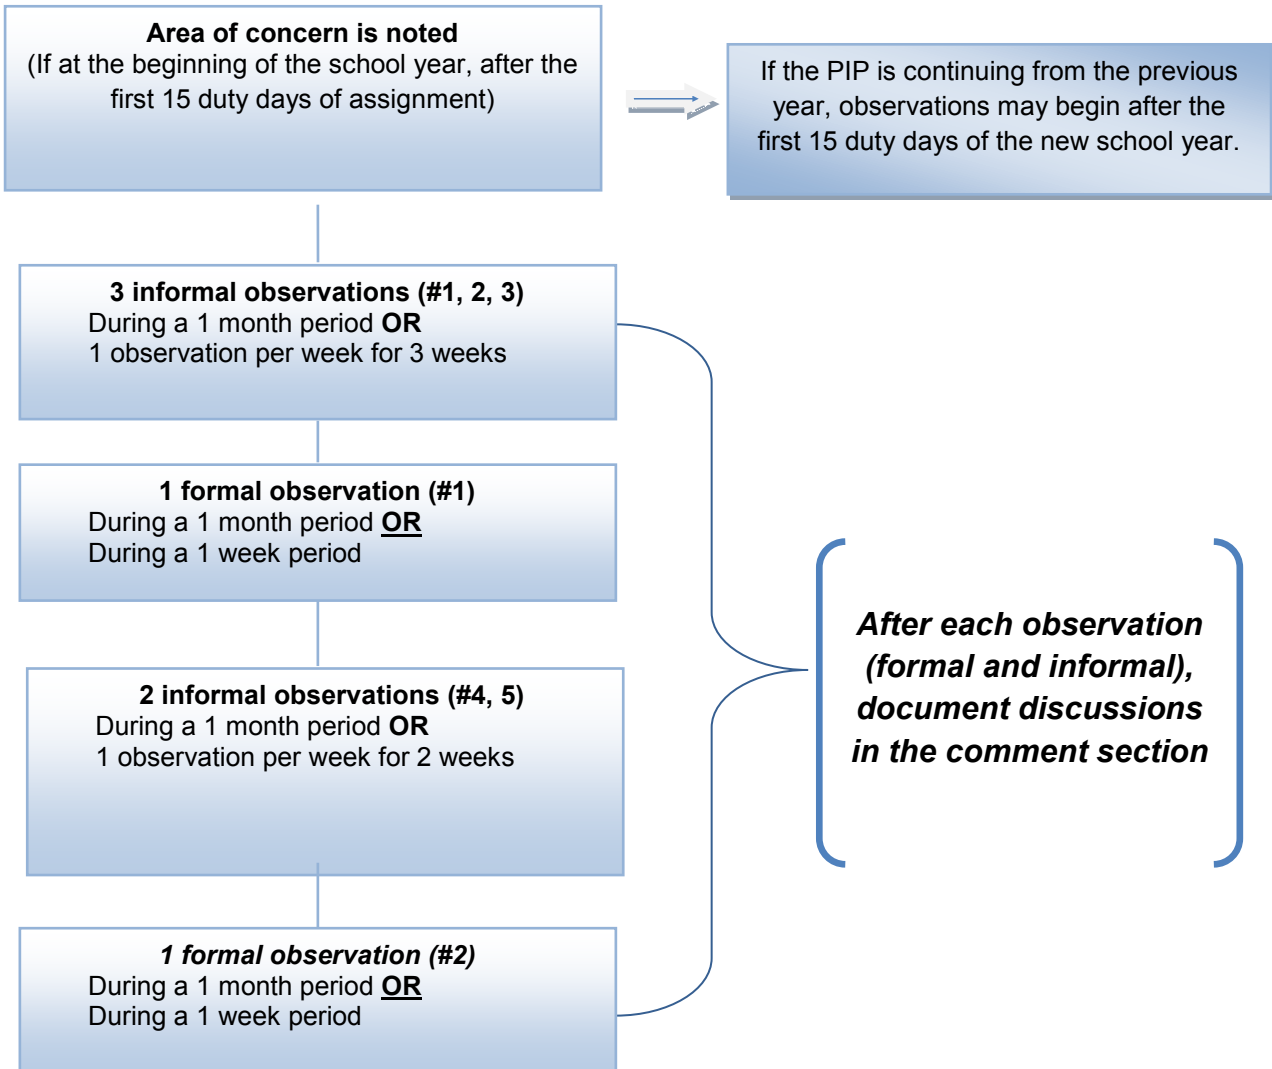 Area of concern is noted
(If at the beginning of the school year, after the
first 15 duty days of assignment)
If the PIP is continuing from the previous
year, observations may begin after the
first 15 duty days of the new school year.
3 informal observations (#1, 2, 3)
During a 1 month period OR
1 observation per week for 3 weeks
1 formal observation (#1)
During a 1 month period OR
During a 1 week period
2 informal observations (#4, 5)
During a 1 month period OR
1 observation per week for 2 weeks
1 formal observation (#2)
During a 1 month period OR
During a 1 week period
After each observation
(formal and informal),
document discussions
in the comment section